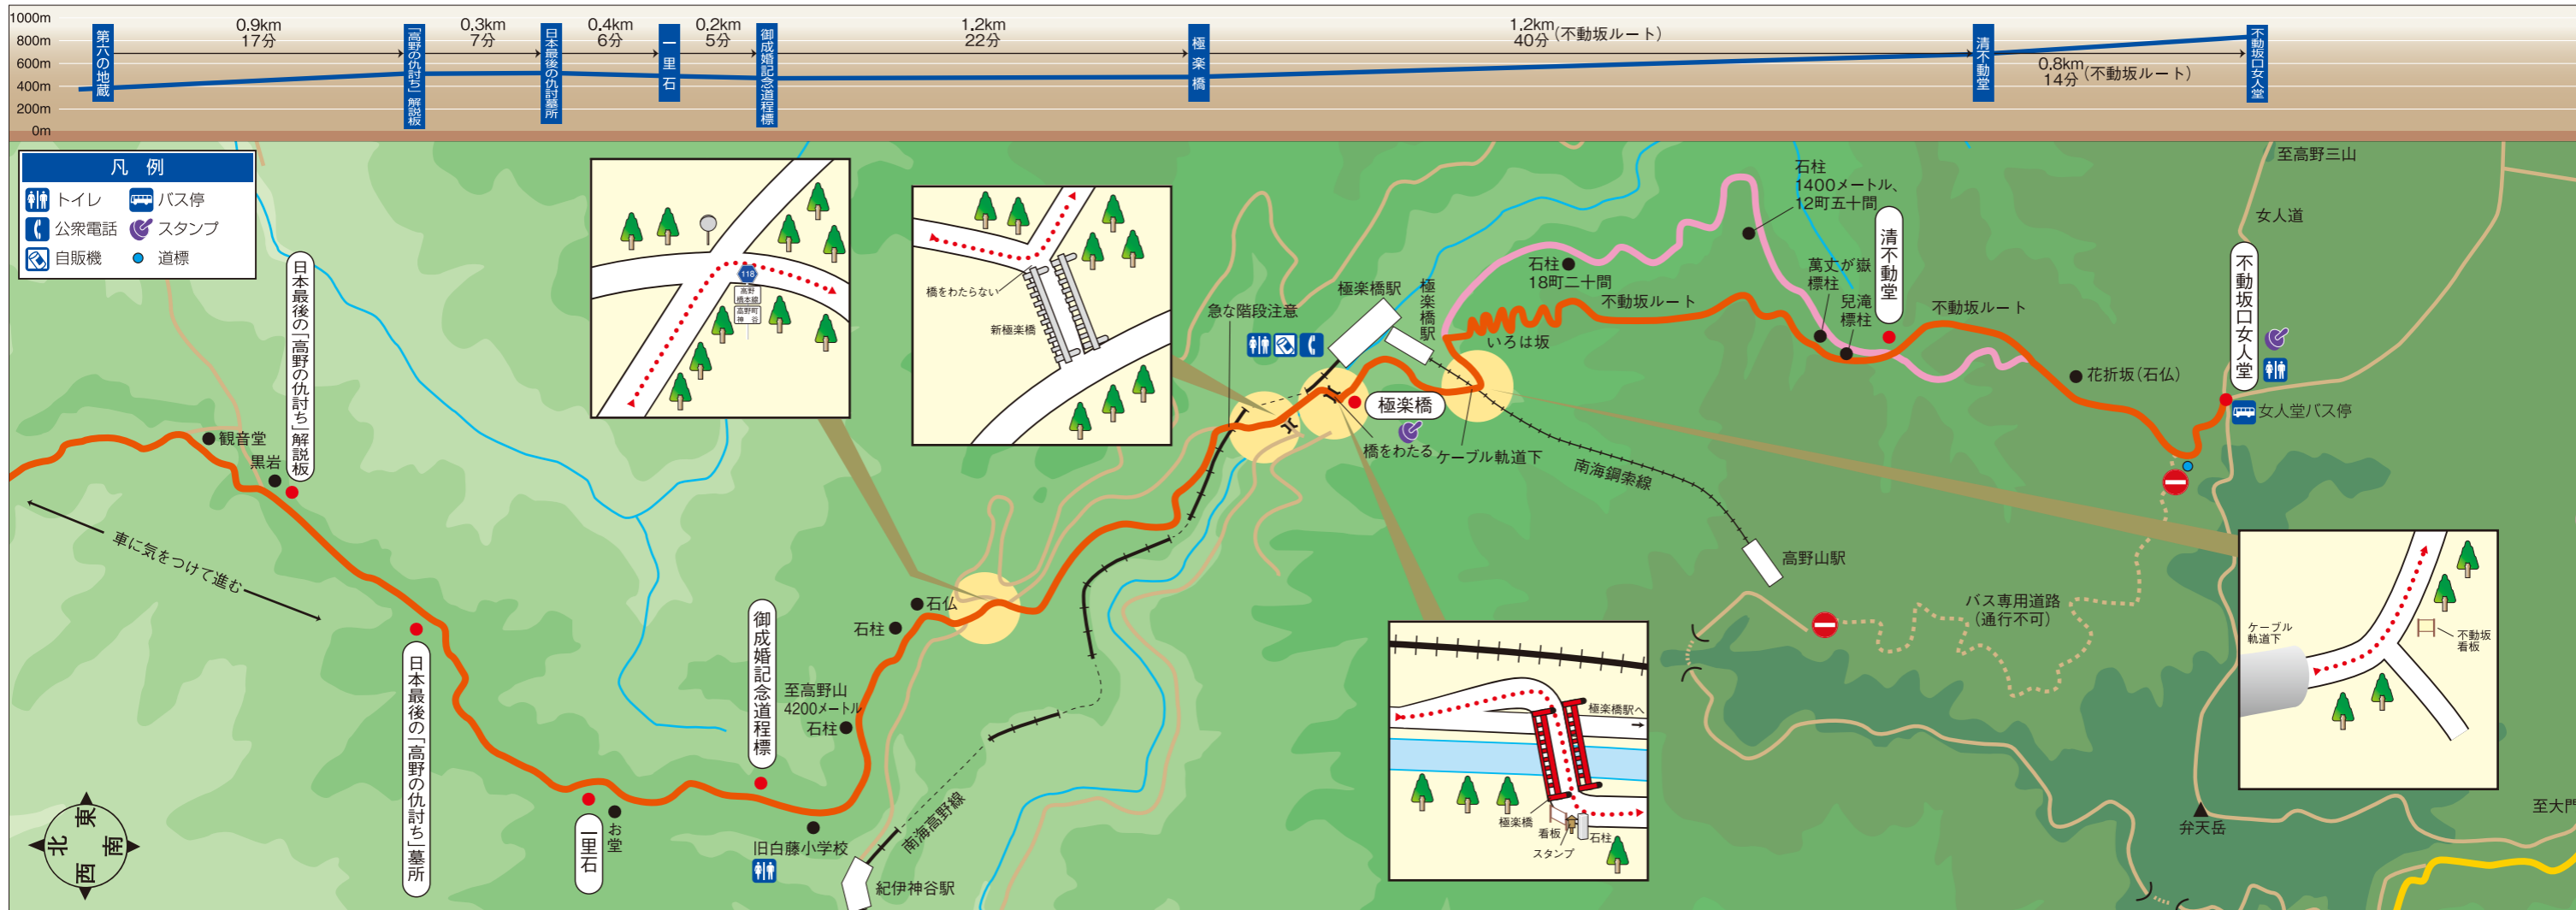 1000m
800m
600m
400m
200m
0m
第六の地蔵
0.9km
17分
「高野の仇討ち」解説板
0.3km
7分
日本最後の仇討墓所
0.4km
6分
一里石
0.2km
5分
御成婚記念道程標
1.2km
22分
極楽橋
1.2km
40分(不動坂ルート)
清不動堂
0.8km
14分(不動坂ルート)
不動坂口女人堂
凡 例
トイレ
バス停
公衆電話
スタンプ
自販機
道標
日本最後の「高野の仇討ち」解説板
観音堂
黒岩
車に気をつけて進む
日本最後の「高野の仇討ち」墓所
北
東
南
西
一里石
お堂
御成婚記念道程標
旧白藤小学校
至高野山
4200メートル
石柱
石柱
石仏
紀伊神谷駅
南海高野線
118
高野
橋本線
高野町
神 谷
橋をわたらない
新極楽橋
急な階段注意
極楽橋駅
極楽橋駅
極楽橋
橋をわたる
ケーブル軌道下
いろは坂
石柱
18町二十間
不動坂ルート
石柱
1400メートル、
12町五十間
萬丈が嶽
標柱
兒滝
標柱
清不動堂
不動坂ルート
南海鋼索線
高野山駅
バス専用道路
(通行不可)
花折坂(石仏)
不動坂口女人堂
女人堂バス停
至高野三山
女人道
極楽橋駅へ
極楽橋
看板
スタンプ
石柱
ケーブル
軌道下
不動坂
看板
弁天岳
至大門